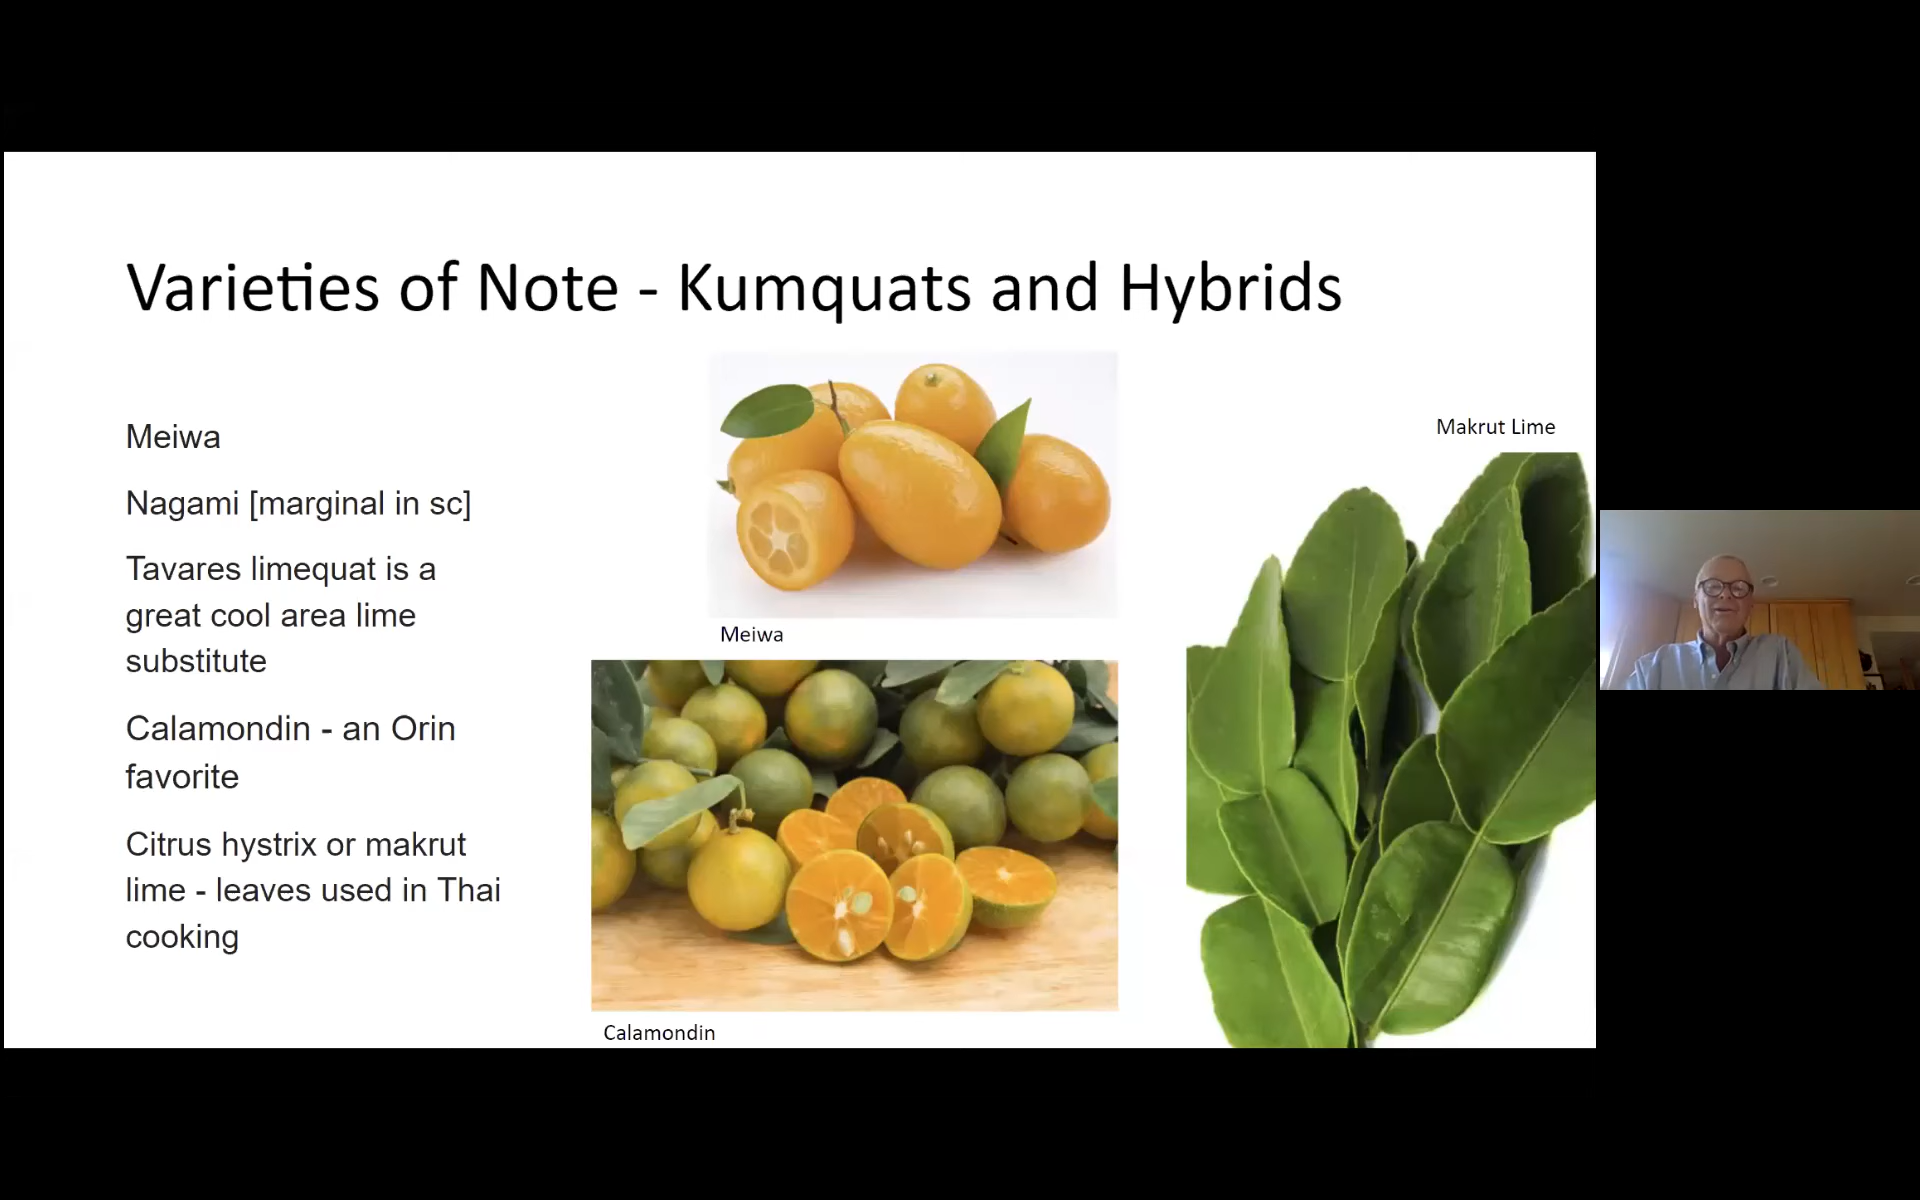 Varieties of Note - Kumquats and Hybrids
Meiwa
Nagami [marginal in sc]
Tavares limequat is a
great cool area lime
substitute
Calamondin - an Orin
favorite
Citrus hystrix or makrut
lime - leaves used in Thai
cooking
Meiwa
Calamondin
Makrut Lime